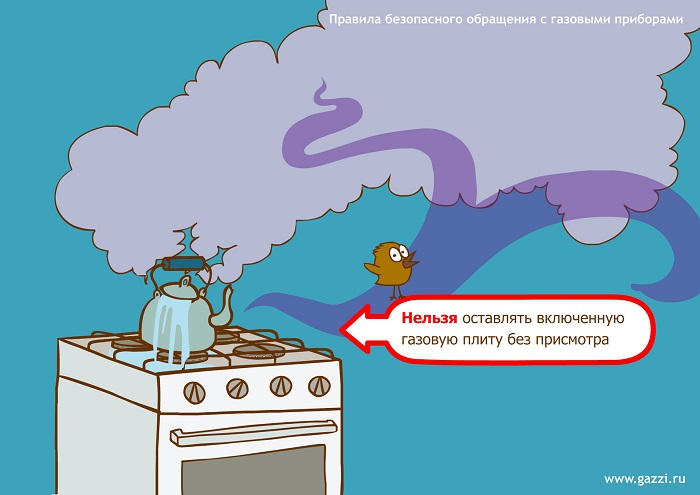 Правила безопасного обращения с газовыми приборами
Нельзя оставлять включенную
газовую плиту без присмотра
www.gazzi.ru